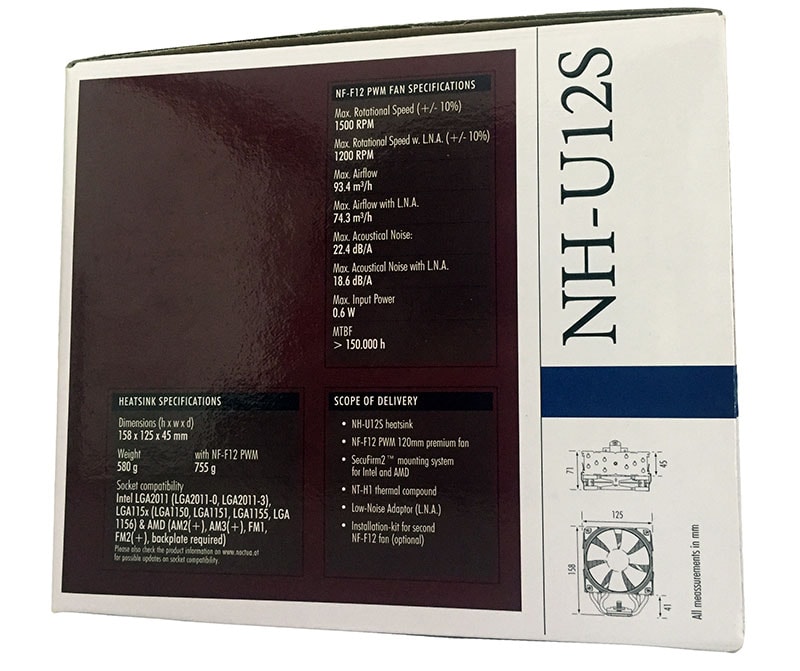 NF-F12 PWM FAN SPECIFICATIONS
Max. Rotational Speed (+/- 10%)
1500 RPM
Max. Rotational Speed w. L.N.A. (+/- 10%)
1200 RPM
Max. Airflow
93.4 m³/h
Max. Airflow with L.N.A.
74.3 m³/h
Max. Acoustical Noise:
22.4 dB/A
Max. Acoustical Noise with L.N.A.
18.6 dB/A
Max. Input Power
0.6 W
MTBF
> 150.000 h
HEATSINK SPECIFICATIONS
Dimensions (h x w x d)
158 x 125 x 45 mm
Weight with NF-F12 PWM
580 g 755 g
Socket compatibility
Intel LGA2011 (LGA2011-0, LGA2011-3),
LGA115x (LGA1150, LGA1151, LGA1155, LGA
1156) & AMD (AM2(+), AM3(+), FM1,
FM2(+), backplate required)
Please also check the product information on www.noctua.at
for possible updates on socket compatibility.
SCOPE OF DELIVERY
• NH-U12S heatsink
• NF-F12 PWM 120mm premium fan
• SecuFirm2™ mounting system
for Intel and AMD
• NT-H1 thermal compound
• Low-Noise Adaptor (L.N.A.)
• Installation-kit for second
NF-F12 fan (optional)
NH-U12S
71
45
125
158
41
All meassurements in mm